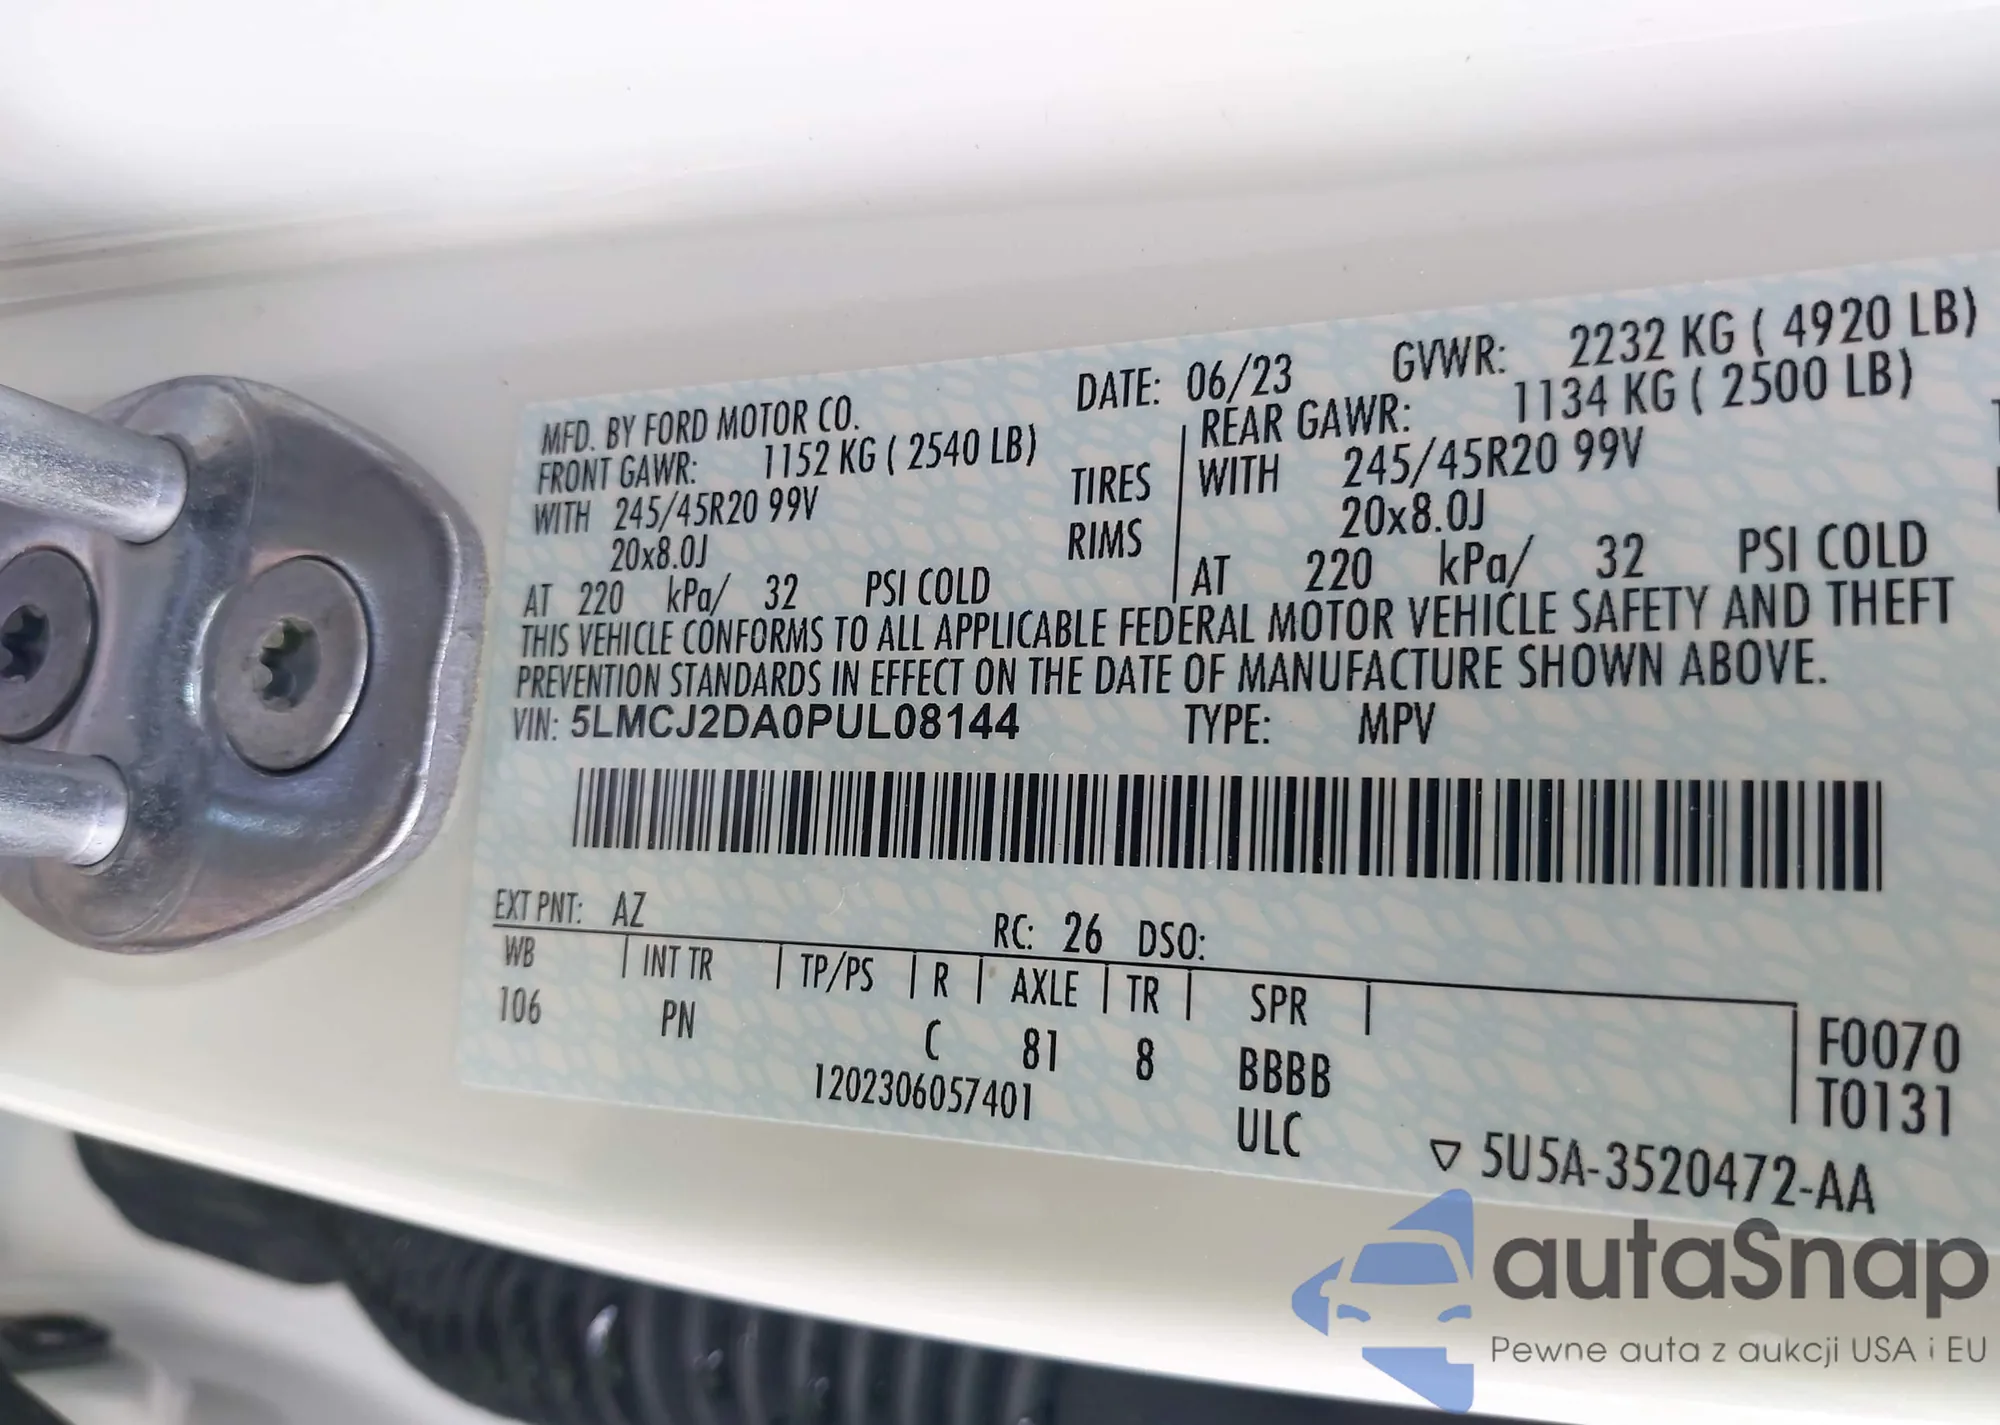 MFD. BY FORD MOTOR CO.
DATE: 06/23
GVWR: 2232 KG ( 4920 LB)
FRONT GAWR: 1152 KG ( 2540 LB)
REAR GAWR: 1134 KG ( 2500 LB)
WITH 245/45R20 99V
TIRES
WITH 245/45R20 99V
20x8.0J
RIMS
20x8.0J
AT 220 kPa/ 32 PSI COLD
AT 220 kPa/ 32 PSI COLD
THIS VEHICLE CONFORMS TO ALL APPLICABLE FEDERAL MOTOR VEHICLE SAFETY AND THEFT
PREVENTION STANDARDS IN EFFECT ON THE DATE OF MANUFACTURE SHOWN ABOVE.
VIN: 5LMCJ2DA0PUL08144 TYPE: MPV
EXT PNT: AZ RC: 26 DSO:
WB INT TR TP/PS R AXLE TR SPR
106 PN C 81 8 BBBB
F0070
T0131
1202306057401
ULC
▽ 5U5A-3520472-AA
autaSnap
Pewne auta z aukcji USA i EU